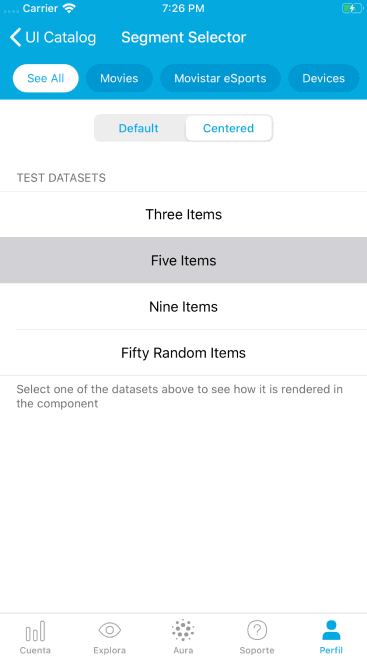 Carrier 7:26 PM
UI Catalog Segment Selector
See All Movies Movistar eSports Devices
Default Centered
TEST DATASETS
Three Items
Five Items
Nine Items
Fifty Random Items
Select one of the datasets above to see how it is rendered in
the component
Cuenta Explora Aura Soporte Perfil